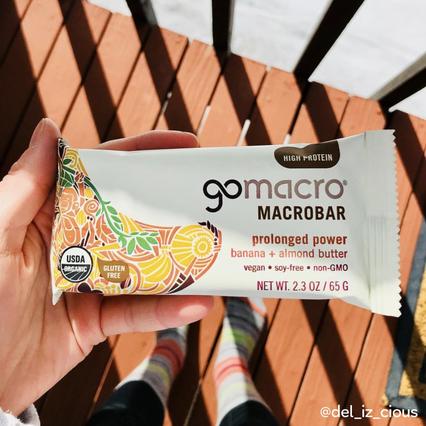 HIGH PROTEIN
gomacro®
MACROBAR
prolonged power
banana + almond butter
vegan • soy-free • non-GMO
NET WT. 2.3 OZ / 65 G
USDA
ORGANIC
GLUTEN
FREE
@del_iz_cious